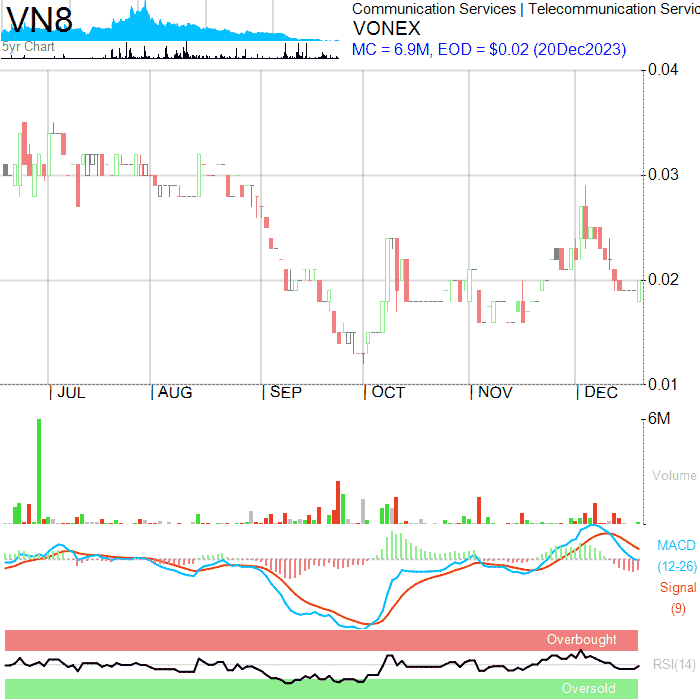 VN8
5yr Chart
Communication Services | Telecommunication Servic
VONEX
MC = 6.9M, EOD = $0.02 (20Dec2023)
0.04
0.03
0.02
0.01
JUL
AUG
SEP
OCT
NOV
DEC
6M
Volume
MACD
(12-26)
Signal
(9)
Overbought
RSI(14)
Oversold